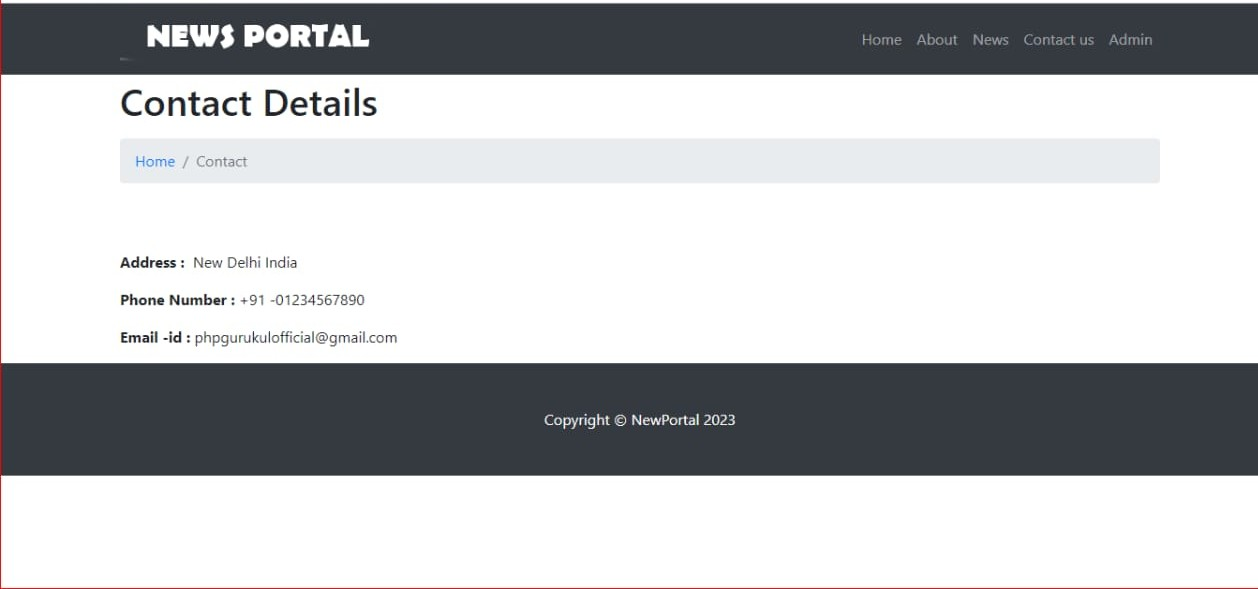 NEWS PORTAL
Home About News Contact us Admin
Contact Details
Home / Contact
Address : New Delhi India
Phone Number : +91 -01234567890
Email -id : phpgurukulofficial@gmail.com
Copyright © NewPortal 2023